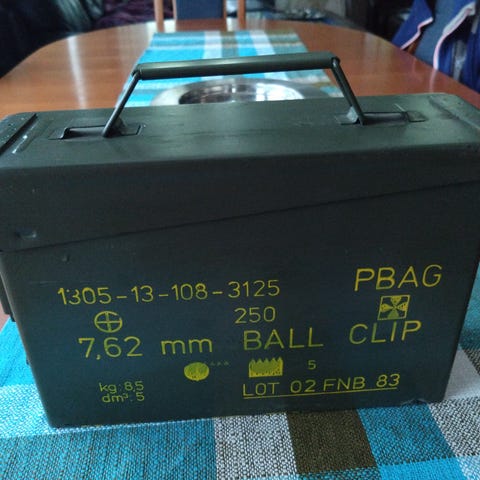 1305-13-108-3125
PBAG
250
7,62 mm BALL CLIP
5
kg: 8,5
dm³: 5
LOT 02 FNB 83